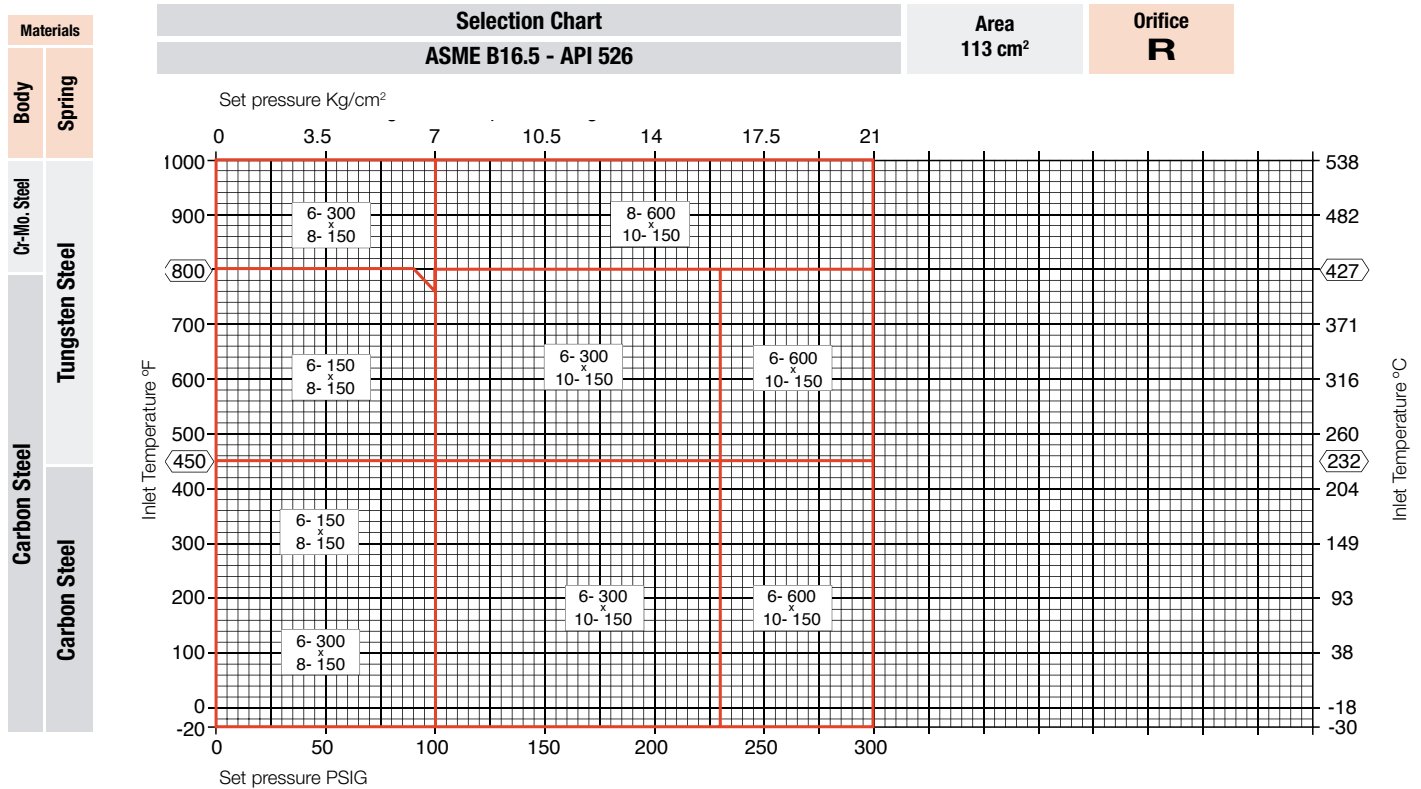 Materials
Body
Spring
Cr-Mo. Steel
Tungsten Steel
Carbon Steel
Carbon Steel
Selection Chart
ASME B16.5 - API 526
Area
113 cm²
Orifice
R
Set pressure Kg/cm²
0 3.5 7 10.5 14 17.5 21
1000 538
900 482
800 427
700 371
600 316
500 260
450 232
400 204
300 149
200 93
100 38
0 -18
-20 -30
Inlet Temperature ºF
Inlet Temperature ºC
6- 300
x
8- 150
8- 600
x
10- 150
6- 150
x
8- 150
6- 300
x
10- 150
6- 600
x
10- 150
6- 150
x
8- 150
6- 300
x
10- 150
6- 600
x
10- 150
6- 300
x
8- 150
0 50 100 150 200 250 300
Set pressure PSIG